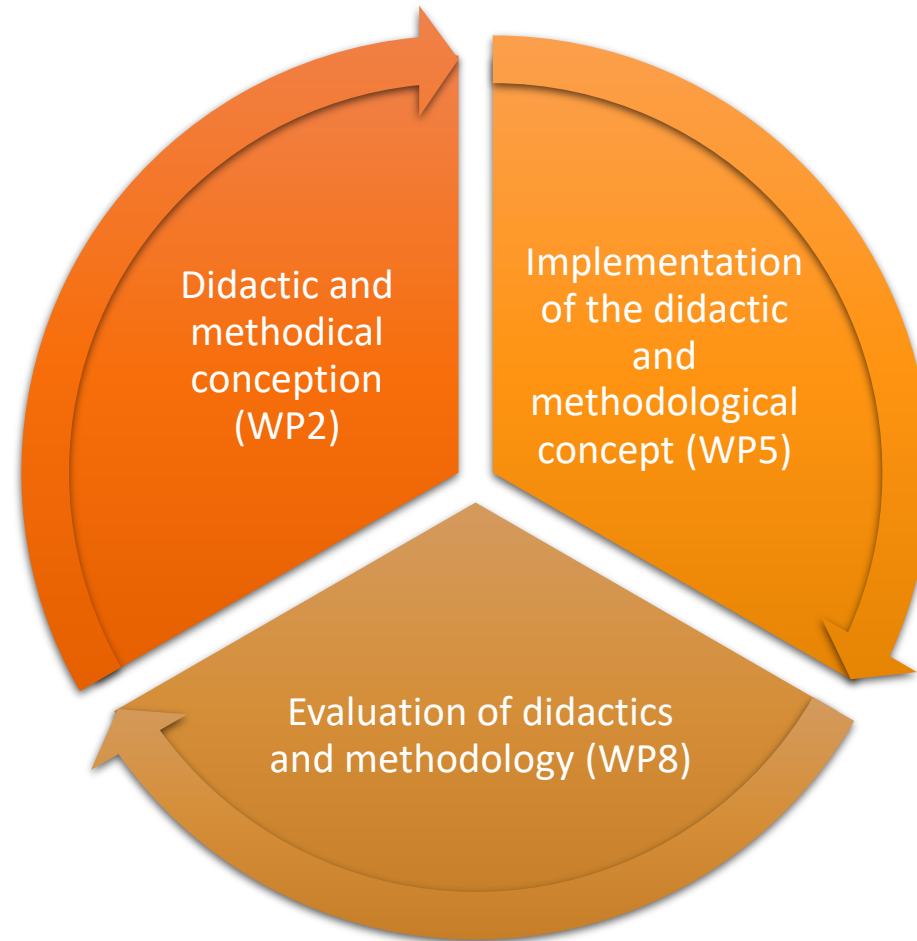 Didactic and
methodical
conception
(WP2)
Implementation
of the didactic
and
methodological
concept (WP5)
Evaluation of didactics
and methodology (WP8)